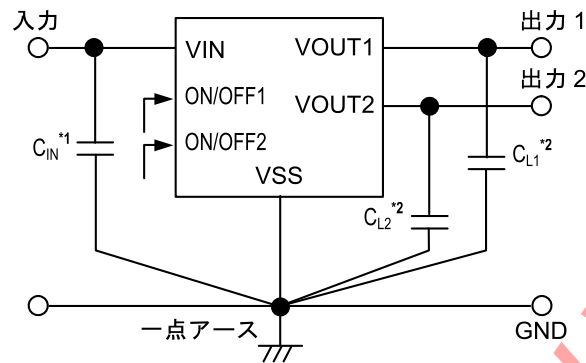 入力
出力 1
VIN
VOUT1
出力 2
ON/OFF1
VOUT2
ON/OFF2
CIN*1
VSS
CL1*2
CL2*2
一点アース
GND